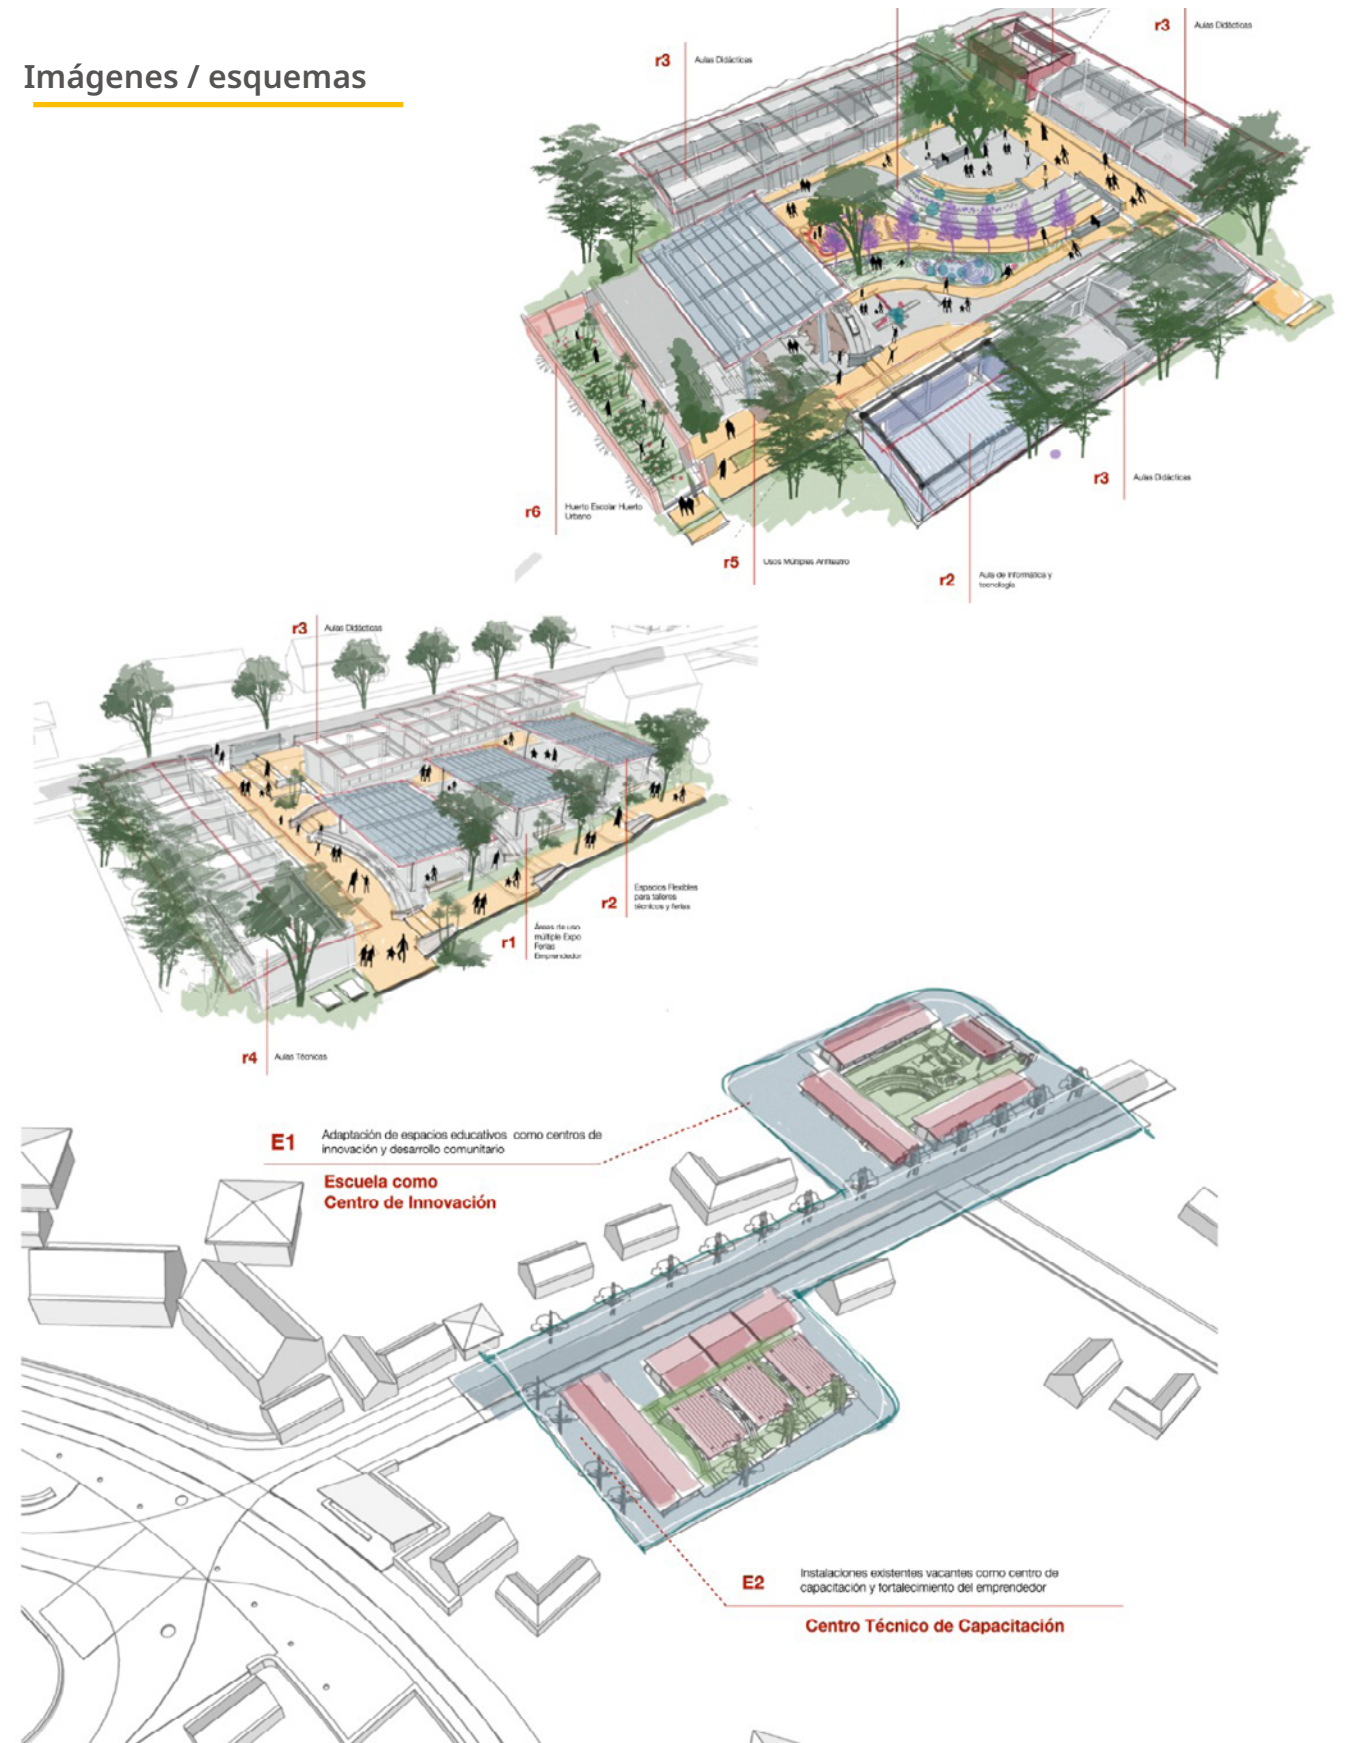 Imágenes / esquemas
r3
Aulas Didácticas
r3
Aulas Didácticas
r3
Aulas Didácticas
r6
Huerto Escolar Huerto
Urbano
r5
Usos Múltiples Anfiteatro
r2
Aula de Informática y
tecnología
r3
Aulas Didácticas
r2
Espacios Flexibles
para talleres
técnicos y ferias
r1
Áreas de uso
múltiple Expo
Ferias
Emprendedor
r4
Aulas Técnicas
E1
Adaptación de espacios educativos como centros de
innovación y desarrollo comunitario
Escuela como
Centro de Innovación
E2
Instalaciones existentes vacantes como centro de
capacitación y fortalecimiento del emprendedor
Centro Técnico de Capacitación